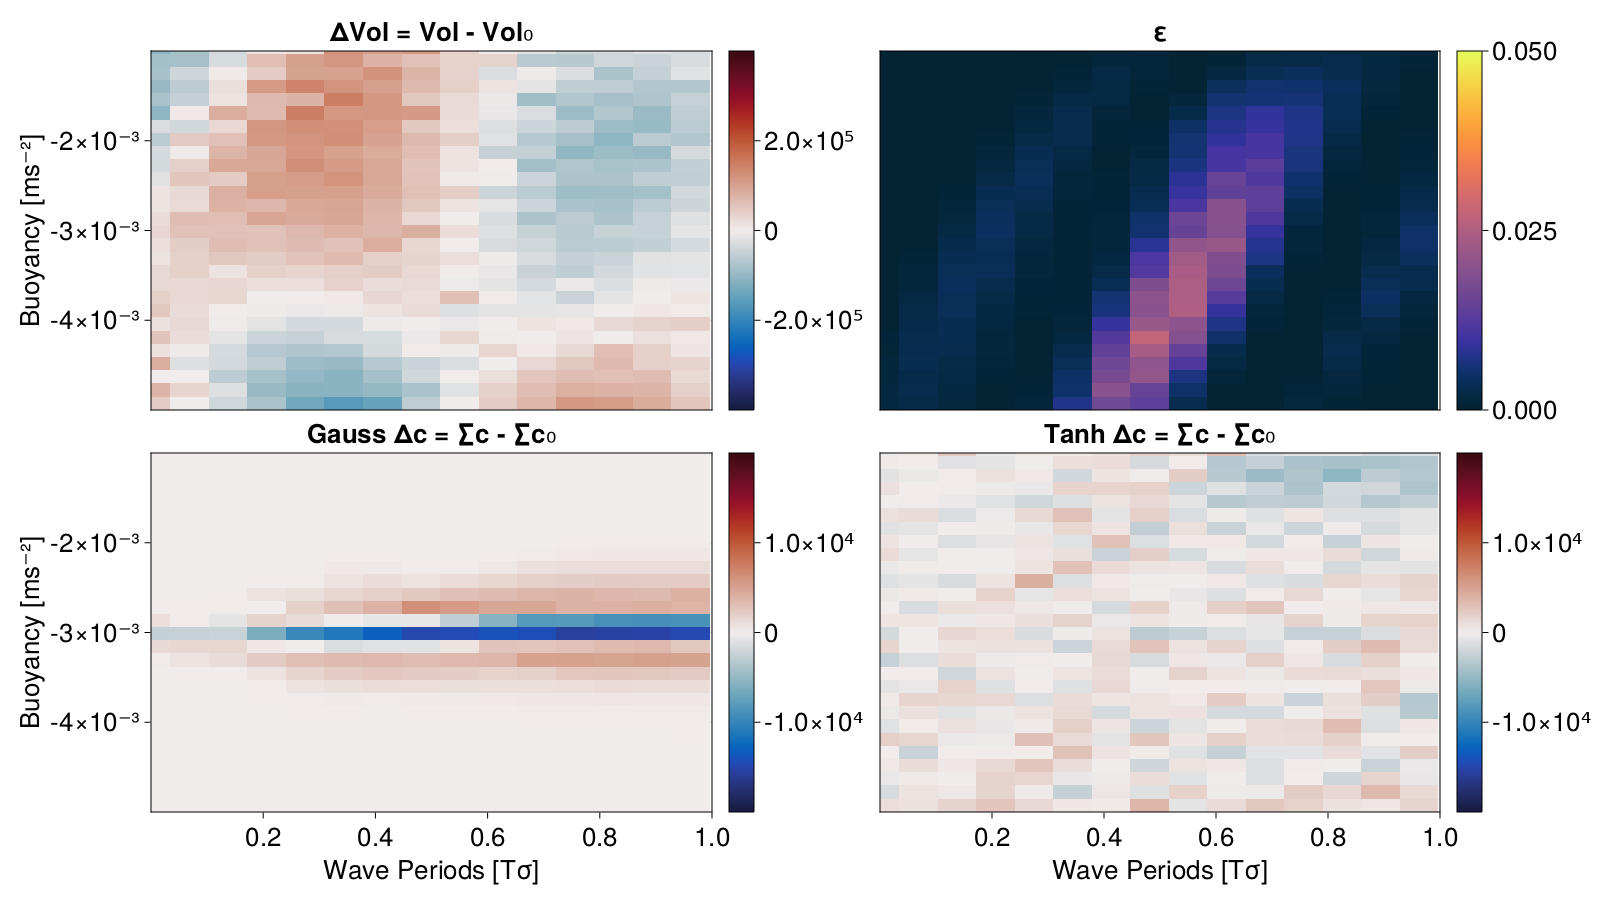 ΔVol = Vol - Vol₀
ε
Buoyancy [ms⁻²]
-2×10⁻³
-3×10⁻³
-4×10⁻³
2.0×10⁵
0
-2.0×10⁵
0.050
0.025
0.000
Gauss Δc = ∑c - ∑c₀
Tanh Δc = ∑c - ∑c₀
Buoyancy [ms⁻²]
-2×10⁻³
-3×10⁻³
-4×10⁻³
1.0×10⁴
0
-1.0×10⁴
1.0×10⁴
0
-1.0×10⁴
0.2 0.4 0.6 0.8 1.0
0.2 0.4 0.6 0.8 1.0
Wave Periods [Tσ]
Wave Periods [Tσ]